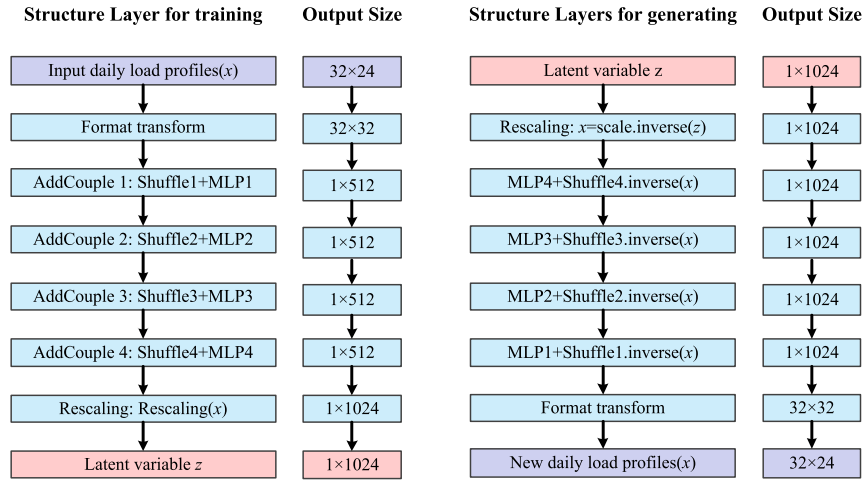 Structure Layer for training
Output Size
Input daily load profiles(x)
32×24
Format transform
32×32
AddCouple 1: Shuffle1+MLP1
1×512
AddCouple 2: Shuffle2+MLP2
1×512
AddCouple 3: Shuffle3+MLP3
1×512
AddCouple 4: Shuffle4+MLP4
1×512
Rescaling: Rescaling(x)
1×1024
Latent variable z
1×1024
Structure Layers for generating
Output Size
Latent variable z
1×1024
Rescaling: x=scale.inverse(z)
1×1024
MLP4+Shuffle4.inverse(x)
1×1024
MLP3+Shuffle3.inverse(x)
1×1024
MLP2+Shuffle2.inverse(x)
1×1024
MLP1+Shuffle1.inverse(x)
1×1024
Format transform
32×32
New daily load profiles(x)
32×24